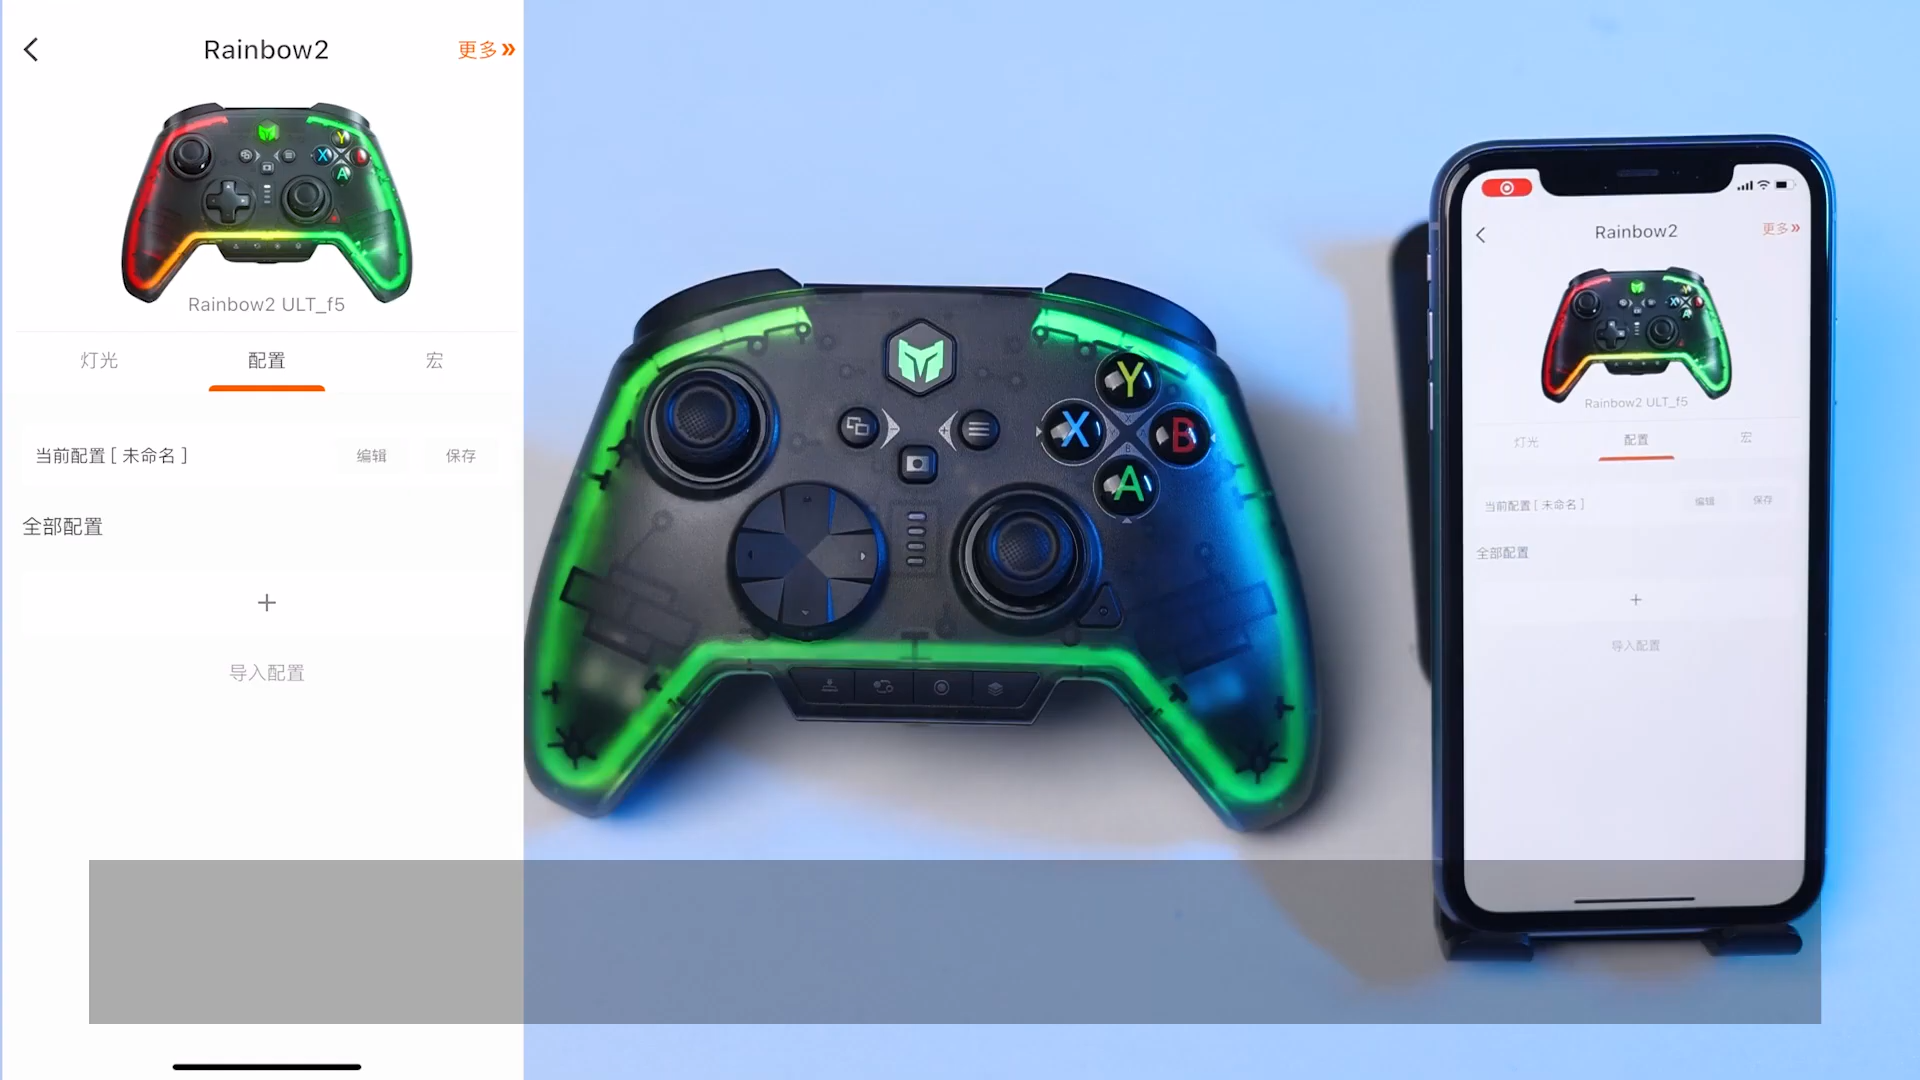 Rainbow2
更多»
Y
X
B
A
Rainbow2 ULT_f5
灯光 配置 宏
当前配置 [ 未命名 ] 编辑 保存
全部配置
+
导入配置
Y
X
B
A
Rainbow2
更多»
Rainbow2 ULT_f5
灯光 配置 宏
当前配置 [ 未命名 ] 编辑 保存
全部配置
+
导入配置